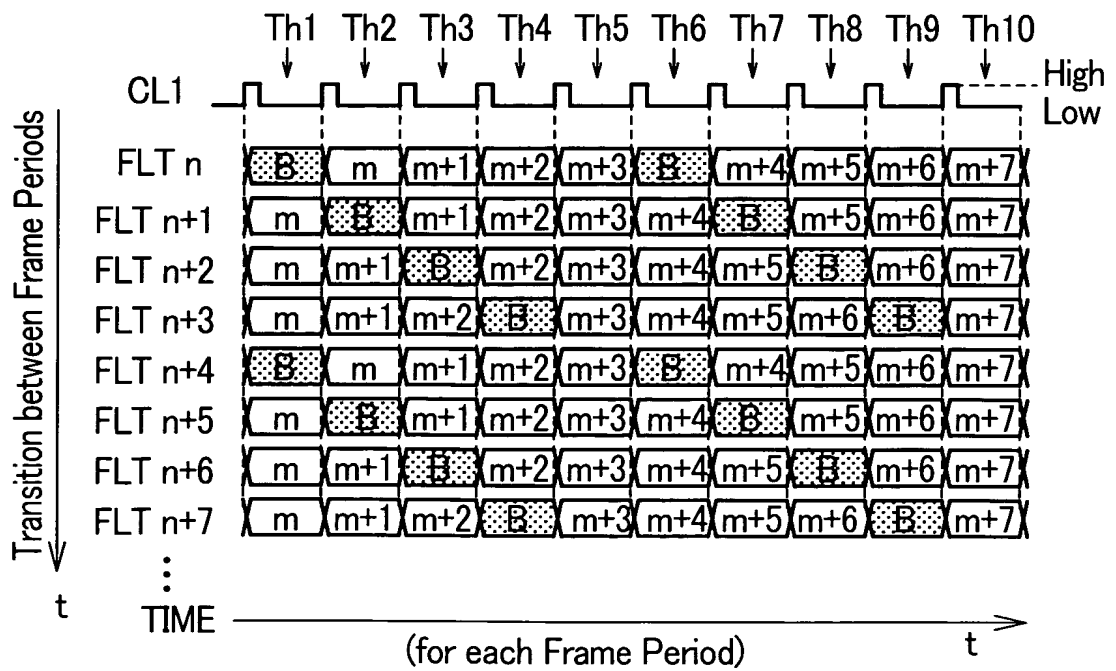 Th1 Th2 Th3 Th4 Th5 Th6 Th7 Th8 Th9 Th10
CL1
High
Low
Transition between Frame Periods
FLT n B m m+1 m+2 m+3 B m+4 m+5 m+6 m+7
FLT n+1 m B m+1 m+2 m+3 m+4 B m+5 m+6 m+7
FLT n+2 m m+1 B m+2 m+3 m+4 m+5 B m+6 m+7
FLT n+3 m m+1 m+2 B m+3 m+4 m+5 m+6 B m+7
FLT n+4 B m m+1 m+2 m+3 B m+4 m+5 m+6 m+7
FLT n+5 m B m+1 m+2 m+3 m+4 B m+5 m+6 m+7
FLT n+6 m m+1 B m+2 m+3 m+4 m+5 B m+6 m+7
FLT n+7 m m+1 m+2 B m+3 m+4 m+5 m+6 B m+7
⋮
t
TIME
(for each Frame Period)
t